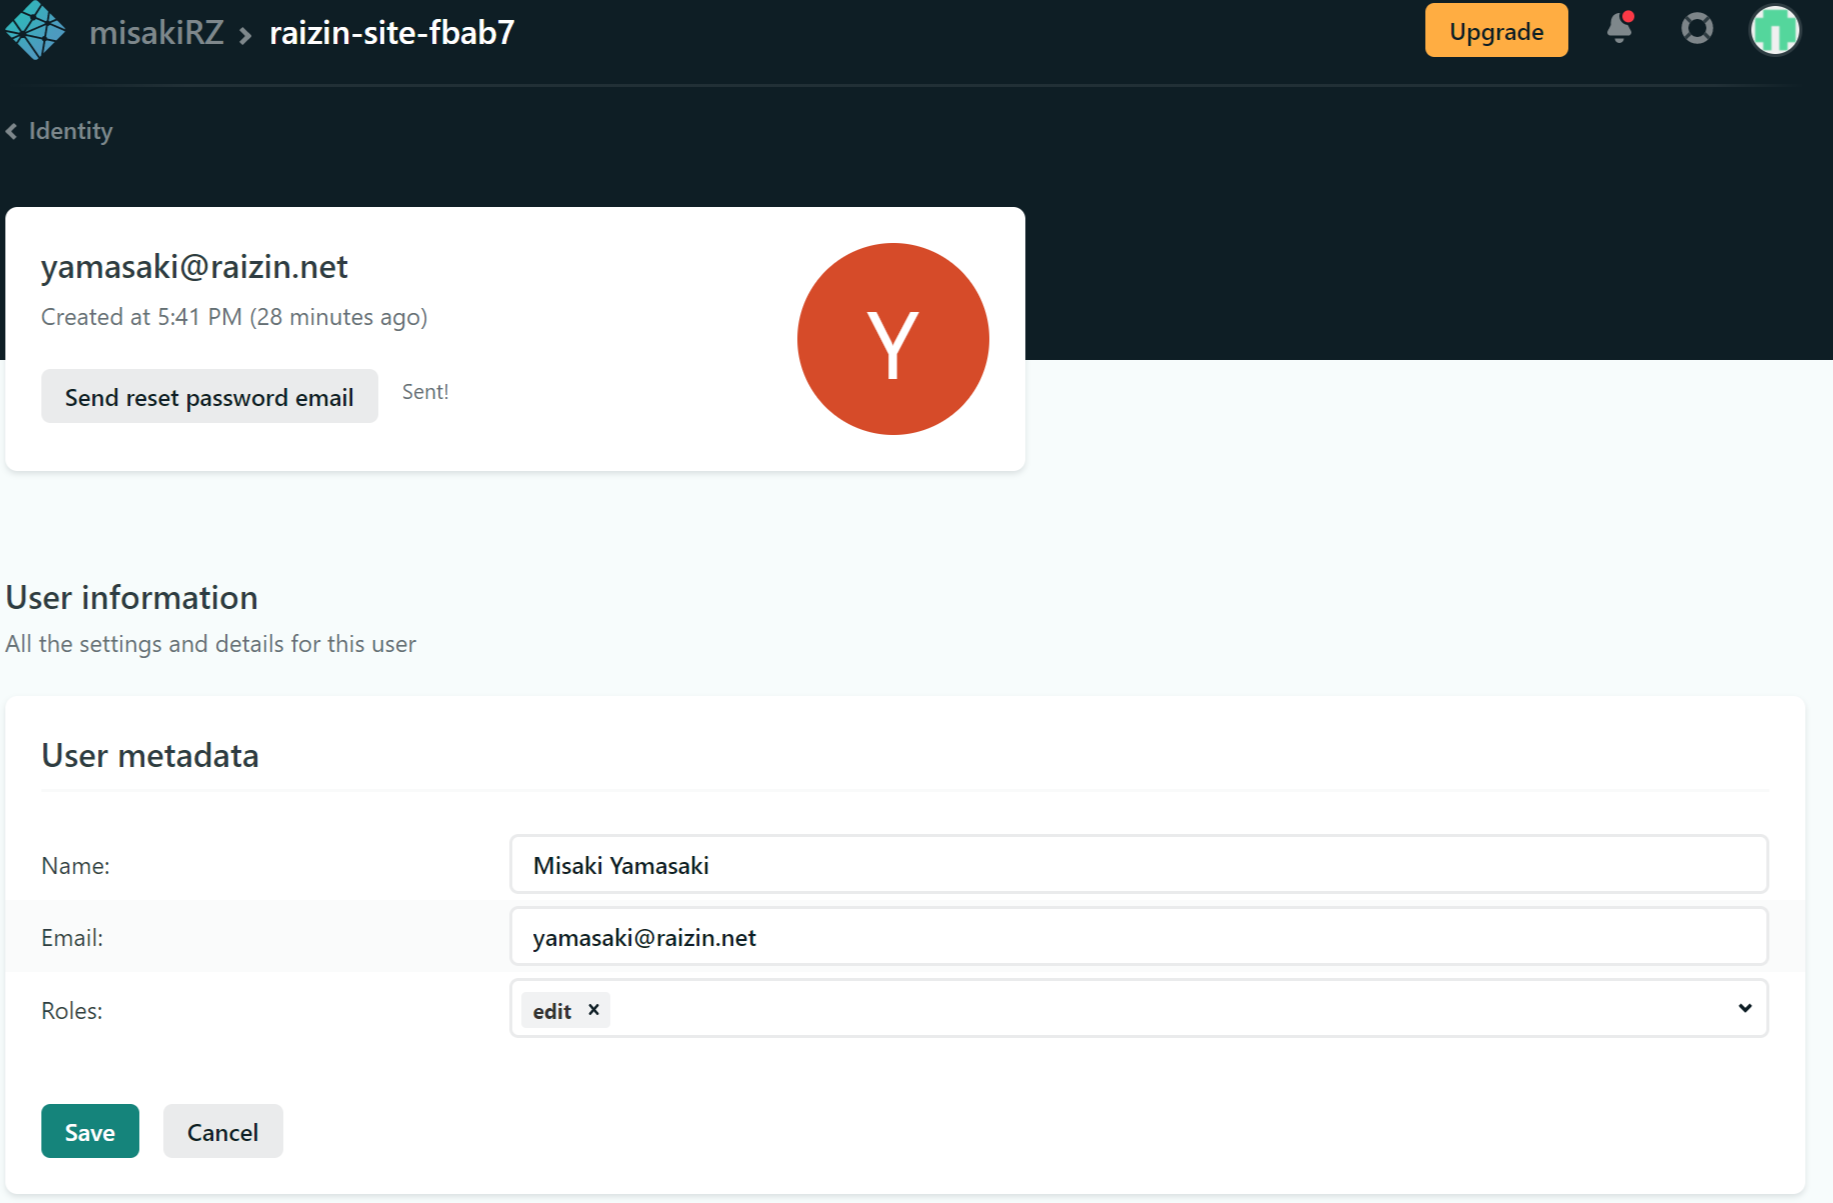 misakiRZ > raizin-site-fbab7
Upgrade
Identity
yamasaki@raizin.net
Created at 5:41 PM (28 minutes ago)
Send reset password email
Sent!
Y
User information
All the settings and details for this user
User metadata
Name:
Misaki Yamasaki
Email:
yamasaki@raizin.net
Roles:
edit ×
Save
Cancel